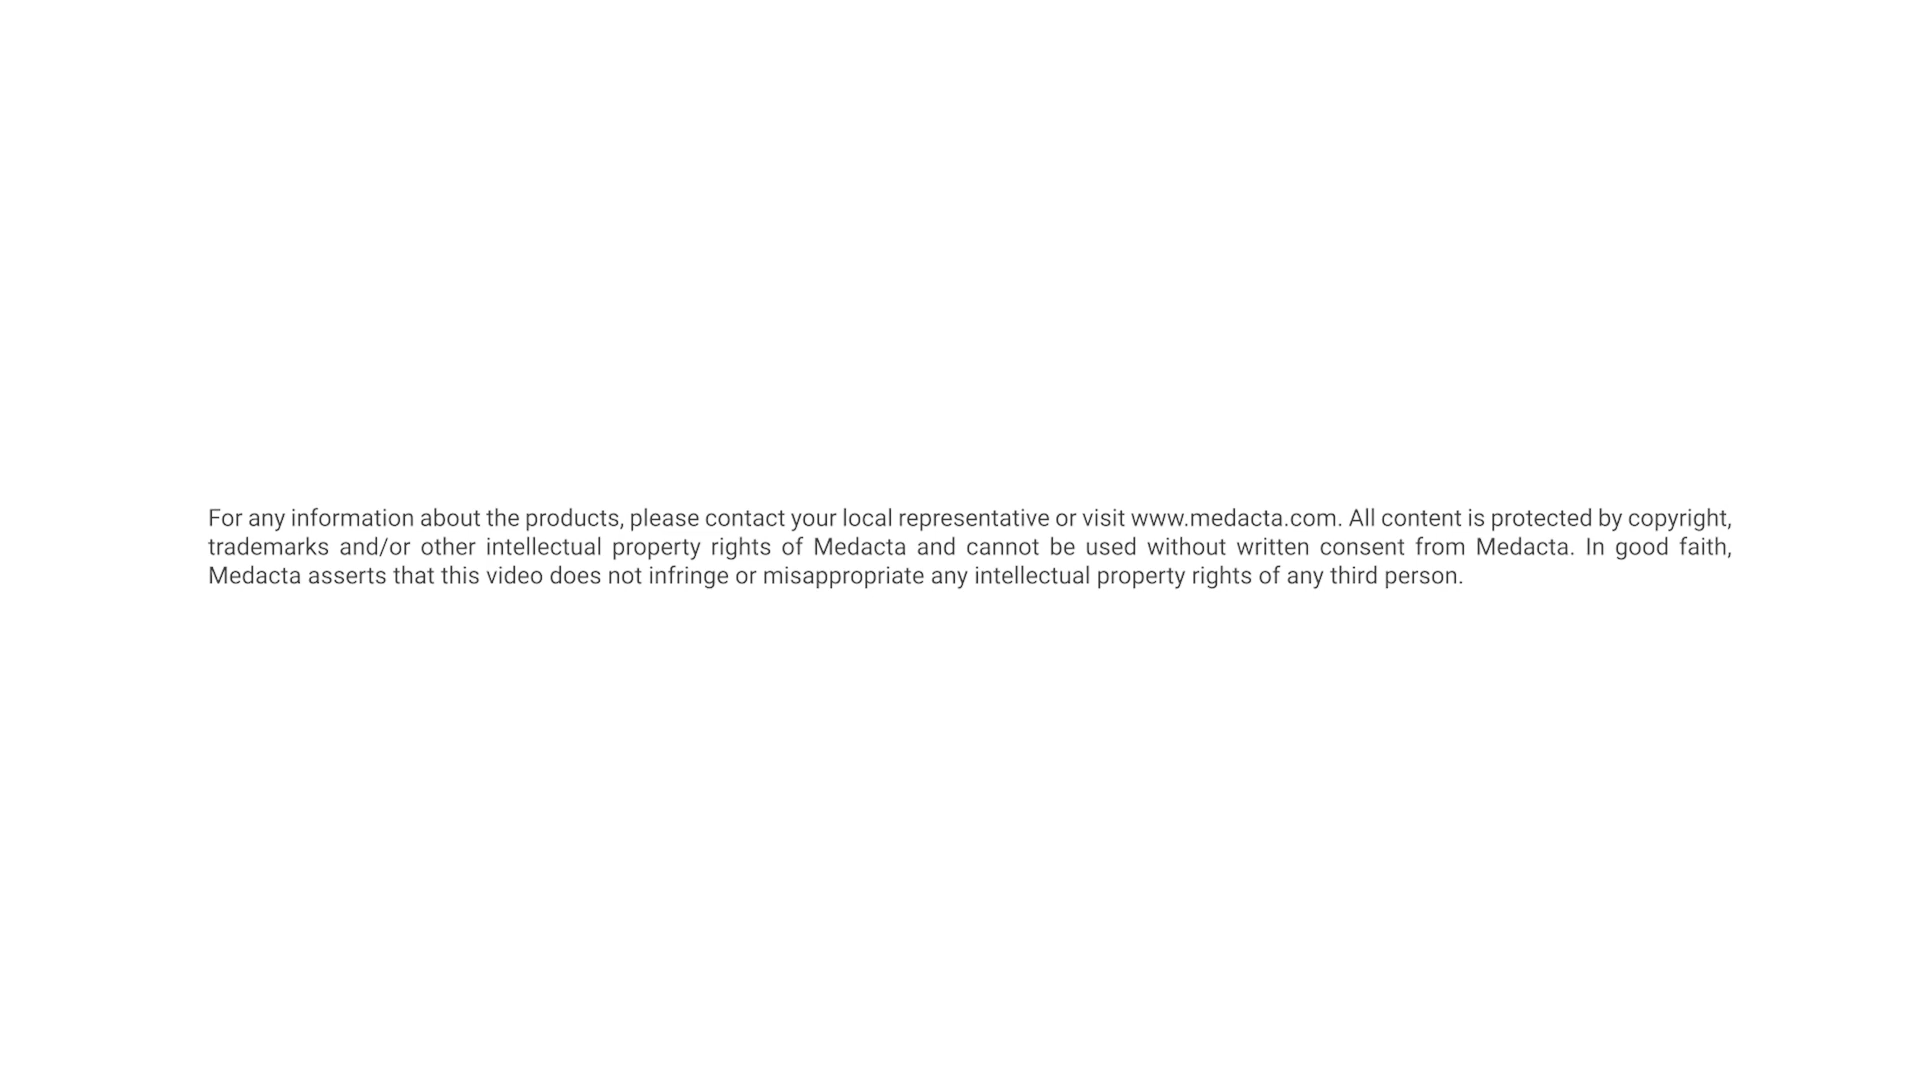 For any information about the products, please contact your local representative or visit www.medacta.com. All content is protected by copyright,
trademarks and/or other intellectual property rights of Medacta and cannot be used without written consent from Medacta. In good faith,
Medacta asserts that this video does not infringe or misappropriate any intellectual property rights of any third person.